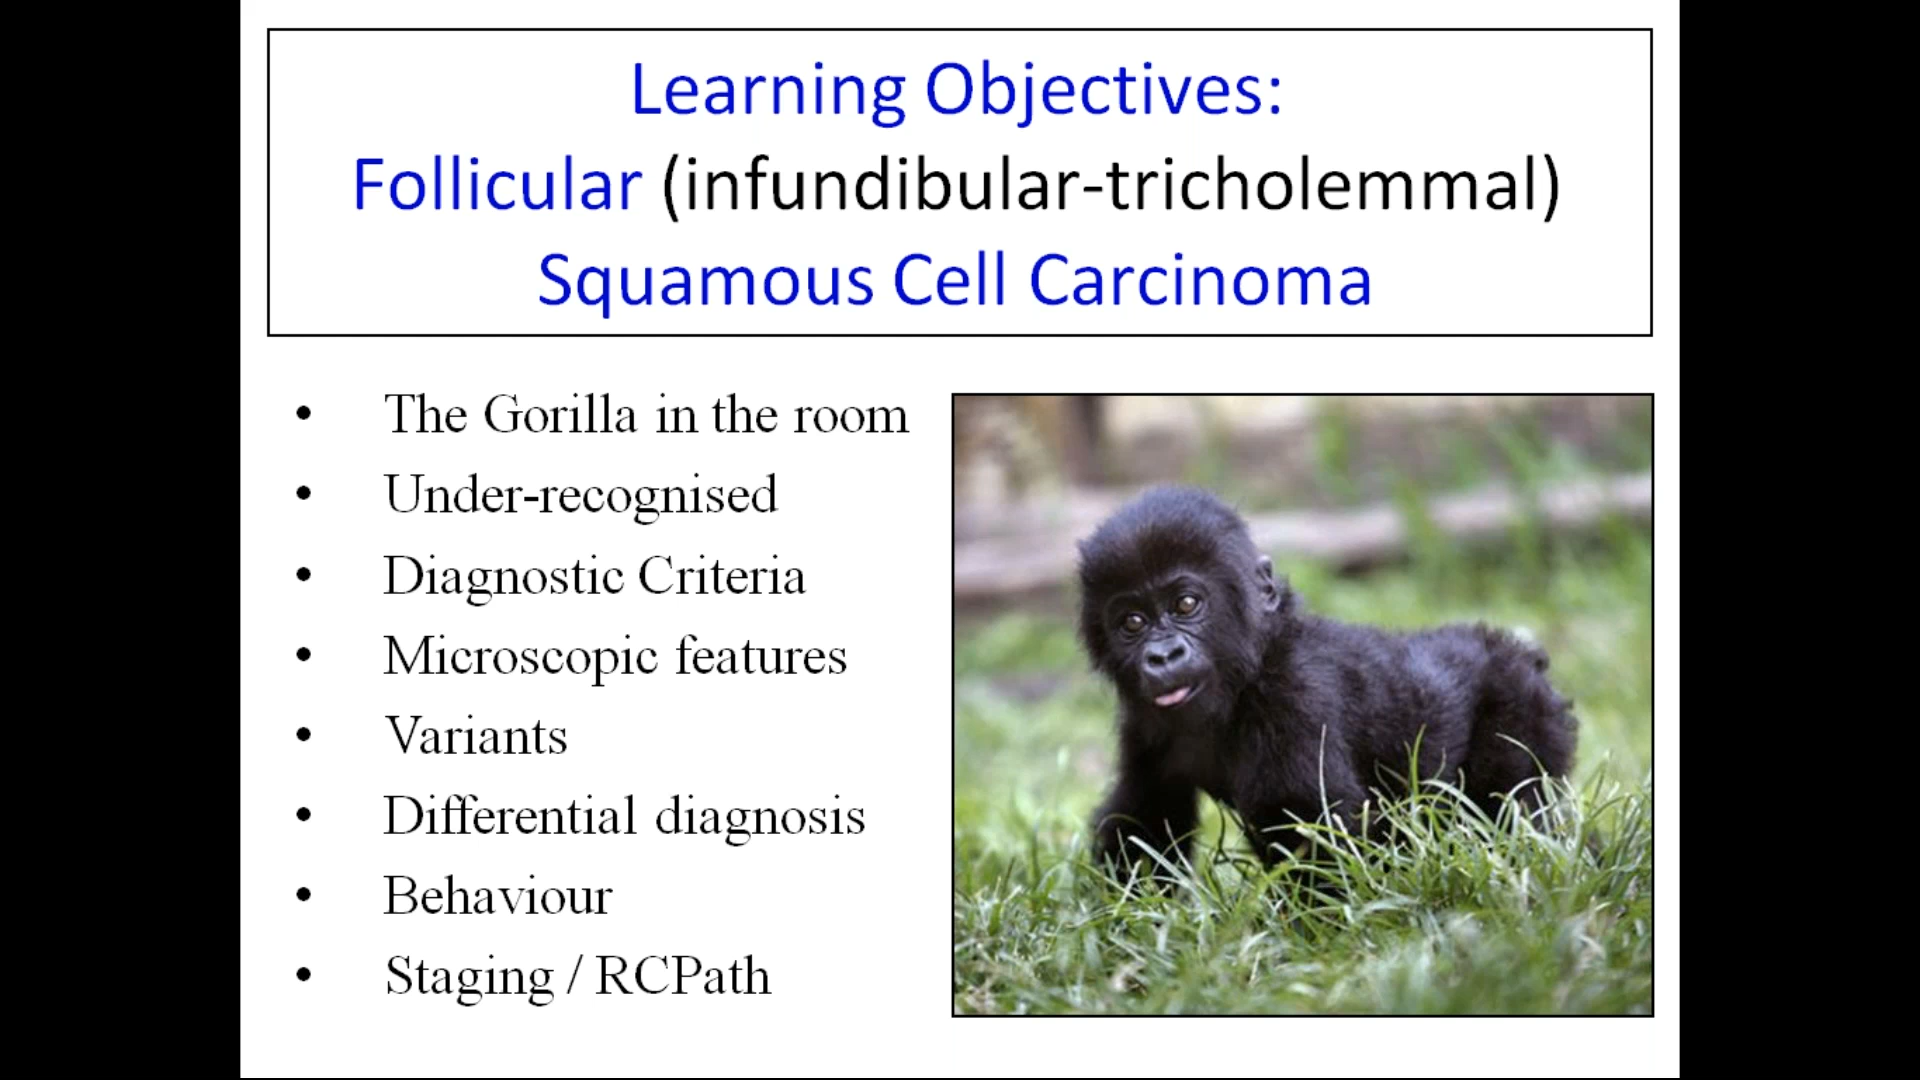 Learning Objectives:
Follicular (infundibular-tricholemmal)
Squamous Cell Carcinoma
• The Gorilla in the room
• Under-recognised
• Diagnostic Criteria
• Microscopic features
• Variants
• Differential diagnosis
• Behaviour
• Staging / RCPath